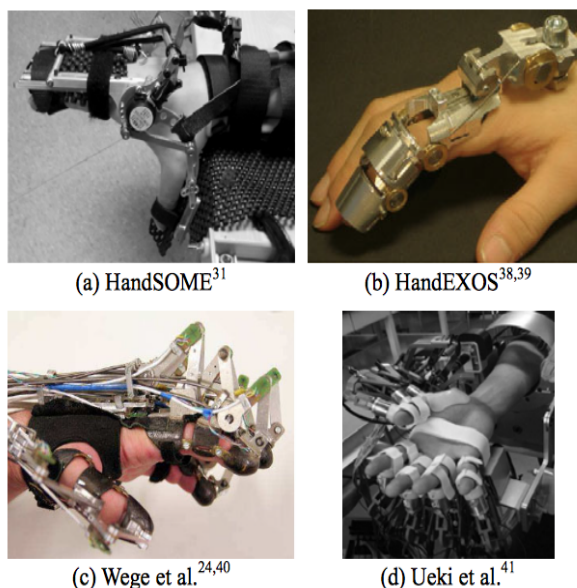 (a) HandSOME³¹
(b) HandEXOS³⁸,³⁹
(c) Wege et al.²⁴,⁴⁰
(d) Ueki et al.⁴¹